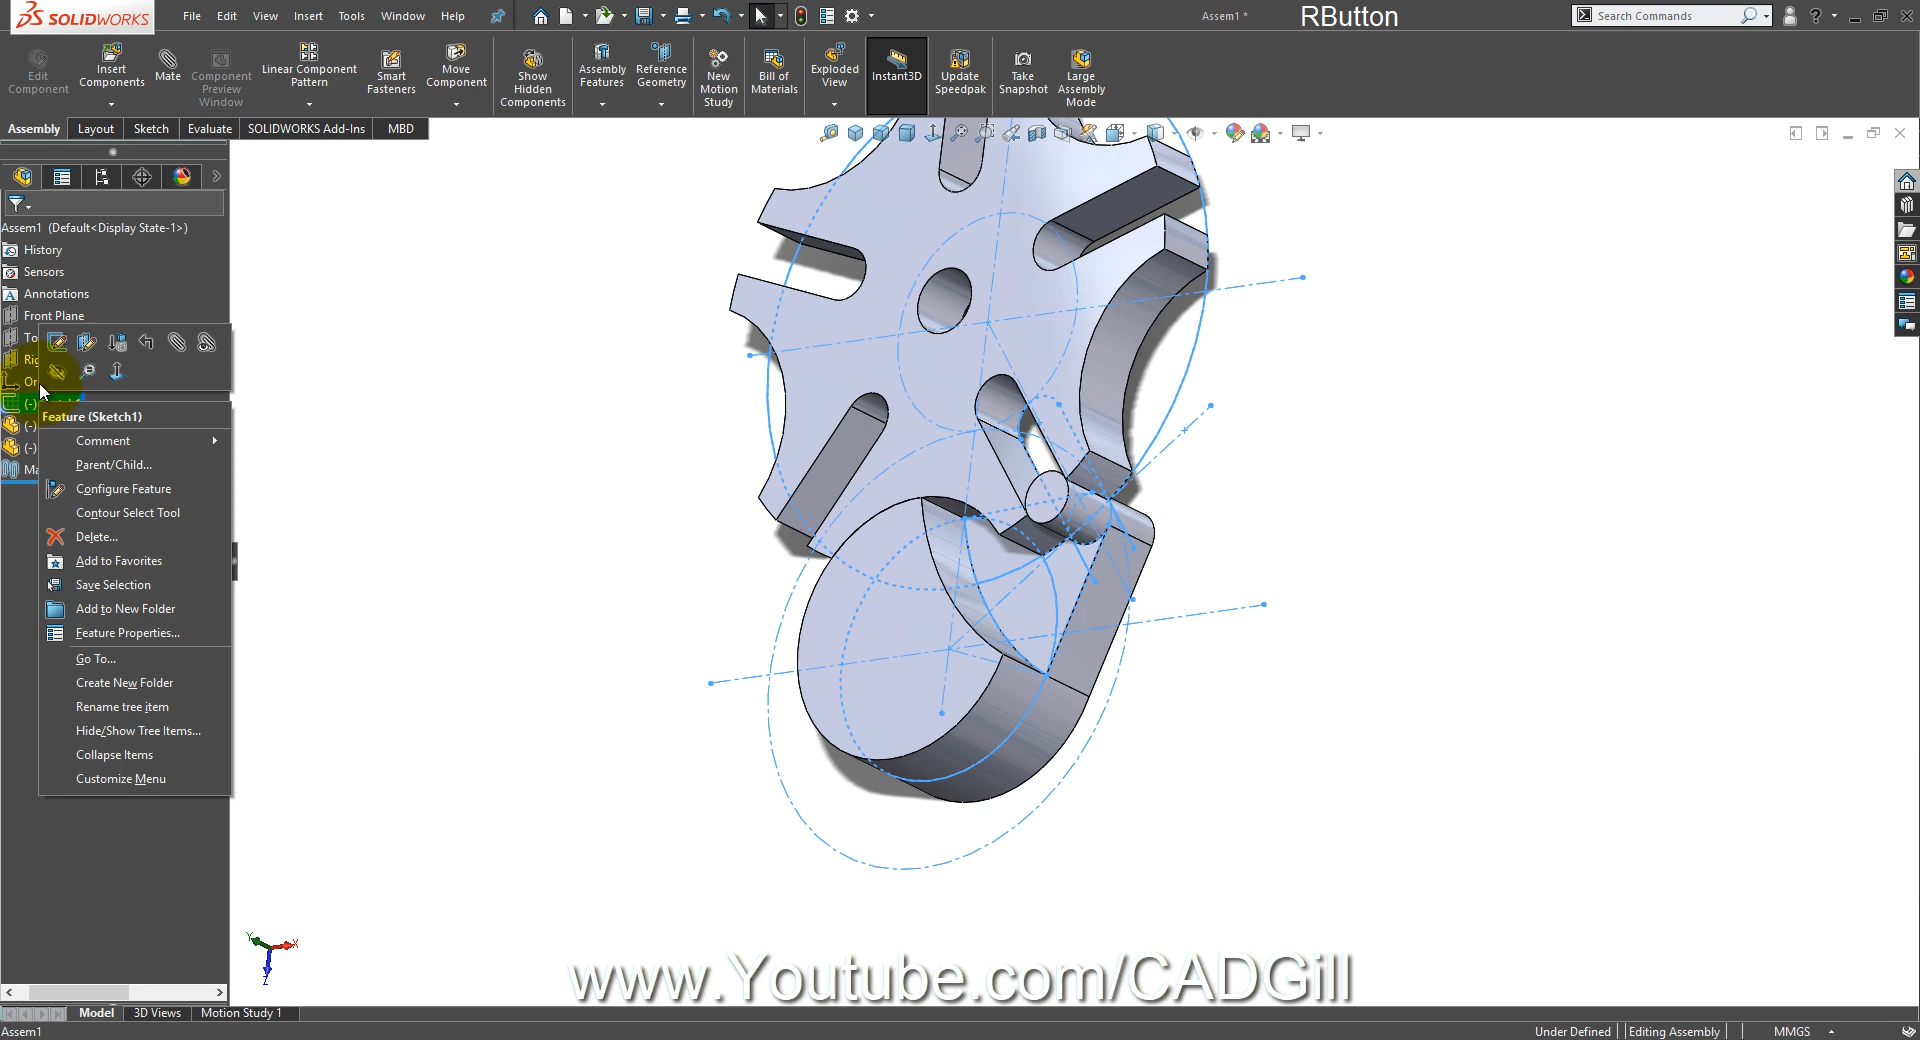 SOLIDWORKS
File Edit View Insert Tools Window Help
Assem1 *
RButton
Search Commands
Edit Component
Insert Components
Mate
Component Preview Window
Linear Component Pattern
Smart Fasteners
Move Component
Show Hidden Components
Assembly Features
Reference Geometry
New Motion Study
Bill of Materials
Exploded View
Instant3D
Update Speedpak
Take Snapshot
Large Assembly Mode
Assembly Layout Sketch Evaluate SOLIDWORKS Add-Ins MBD
Assem1 (Default<Display State-1>)
History
Sensors
Annotations
Front Plane
To
Rig
Or
(-)
(-)
(-)
Ma
Feature (Sketch1)
Comment
Parent/Child...
Configure Feature
Contour Select Tool
Delete...
Add to Favorites
Save Selection
Add to New Folder
Feature Properties...
Go To...
Create New Folder
Rename tree item
Hide/Show Tree Items...
Collapse Items
Customize Menu
Y X
Z
www.Youtube.com/CADGill
Model 3D Views Motion Study 1
Assem1
Under Defined Editing Assembly MMGS